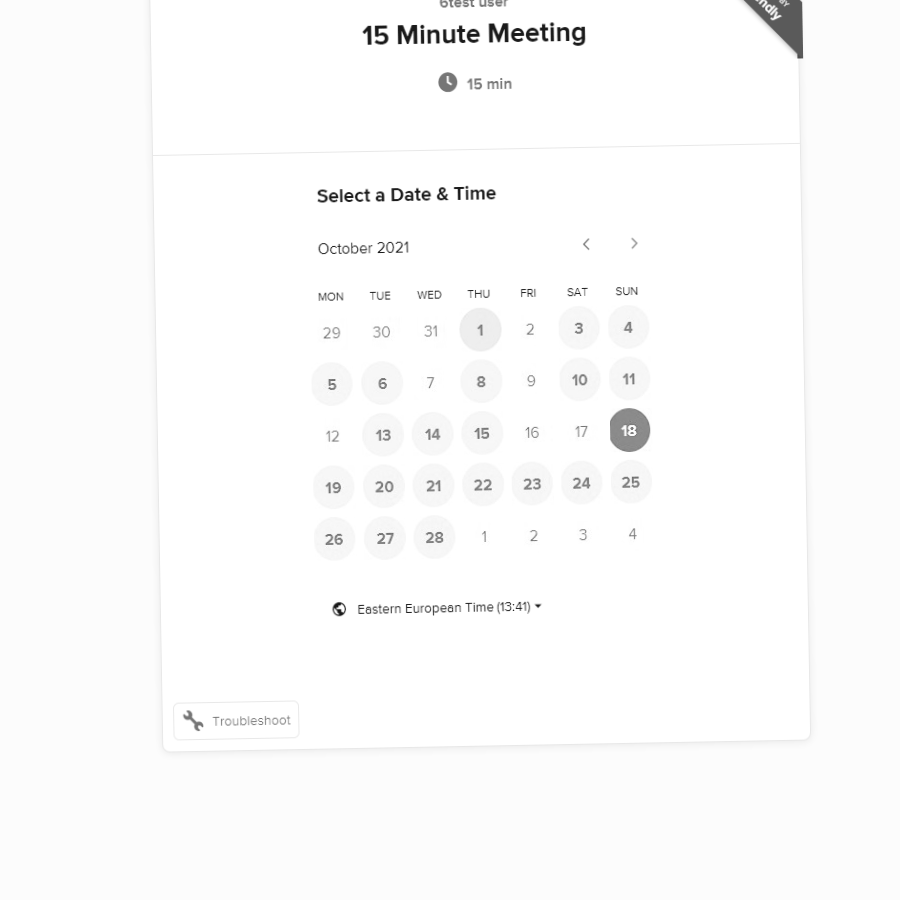 6test user
15 Minute Meeting
15 min
Select a Date & Time
October 2021
MON TUE WED THU FRI SAT SUN
29 30 31 1 2 3 4
5 6 7 8 9 10 11
12 13 14 15 16 17 18
19 20 21 22 23 24 25
26 27 28 1 2 3 4
Eastern European Time (13:41)
Troubleshoot